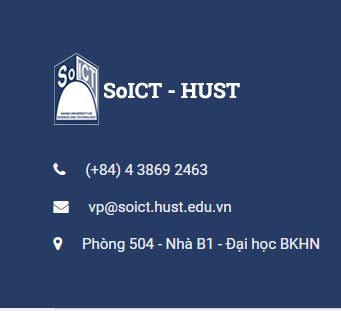 SoICT
HANOI UNIVERSITY OF
SCIENCE AND TECHNOLOGY
SoICT - HUST
(+84) 4 3869 2463
vp@soict.hust.edu.vn
Phòng 504 - Nhà B1 - Đại học BKHN